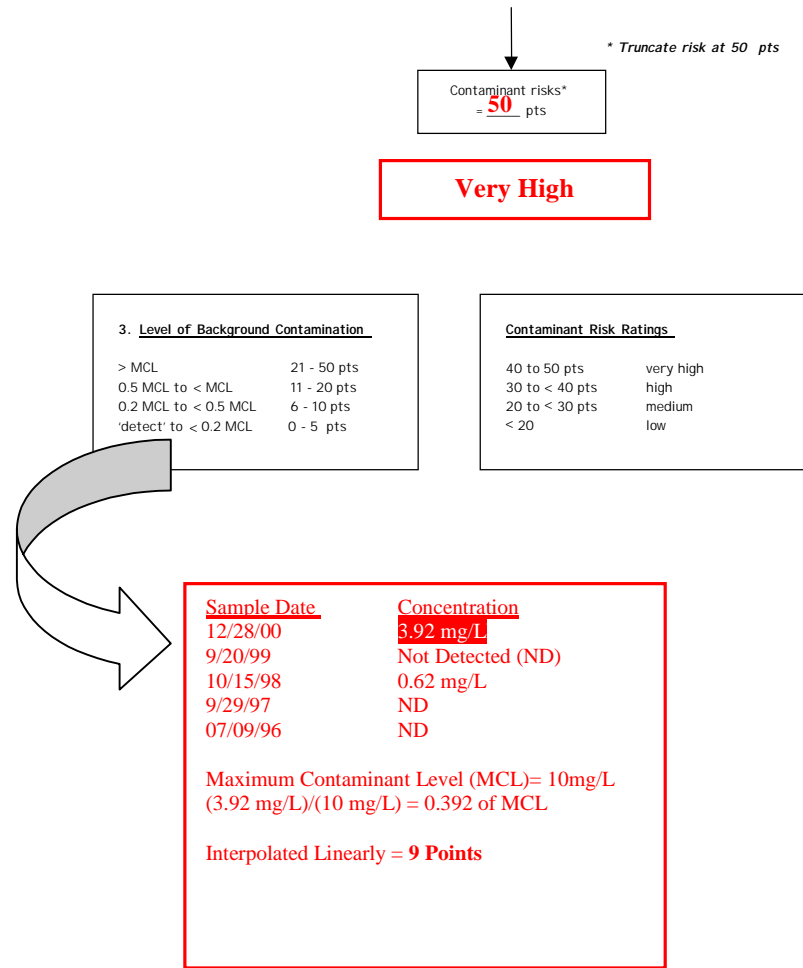 * Truncate risk at 50 pts
Contaminant risks*
= 50 pts
Very High
3. Level of Background Contamination
> MCL 21 - 50 pts
0.5 MCL to < MCL 11 - 20 pts
0.2 MCL to < 0.5 MCL 6 - 10 pts
'detect' to < 0.2 MCL 0 - 5 pts
Contaminant Risk Ratings
40 to 50 pts very high
30 to < 40 pts high
20 to < 30 pts medium
< 20 low
Sample Date Concentration
12/28/00 3.92 mg/L
9/20/99 Not Detected (ND)
10/15/98 0.62 mg/L
9/29/97 ND
07/09/96 ND
Maximum Contaminant Level (MCL)= 10mg/L
(3.92 mg/L)/(10 mg/L) = 0.392 of MCL
Interpolated Linearly = 9 Points